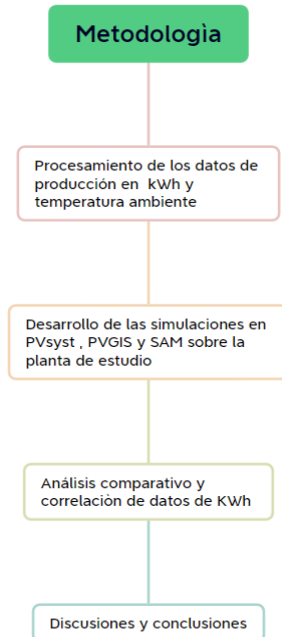 Metodologìa
Procesamiento de los datos de
producción en kWh y
temperatura ambiente
Desarrollo de las simulaciones en
PVsyst , PVGIS y SAM sobre la
planta de estudio
Análisis comparativo y
correlaciòn de datos de KWh
Discusiones y conclusiones